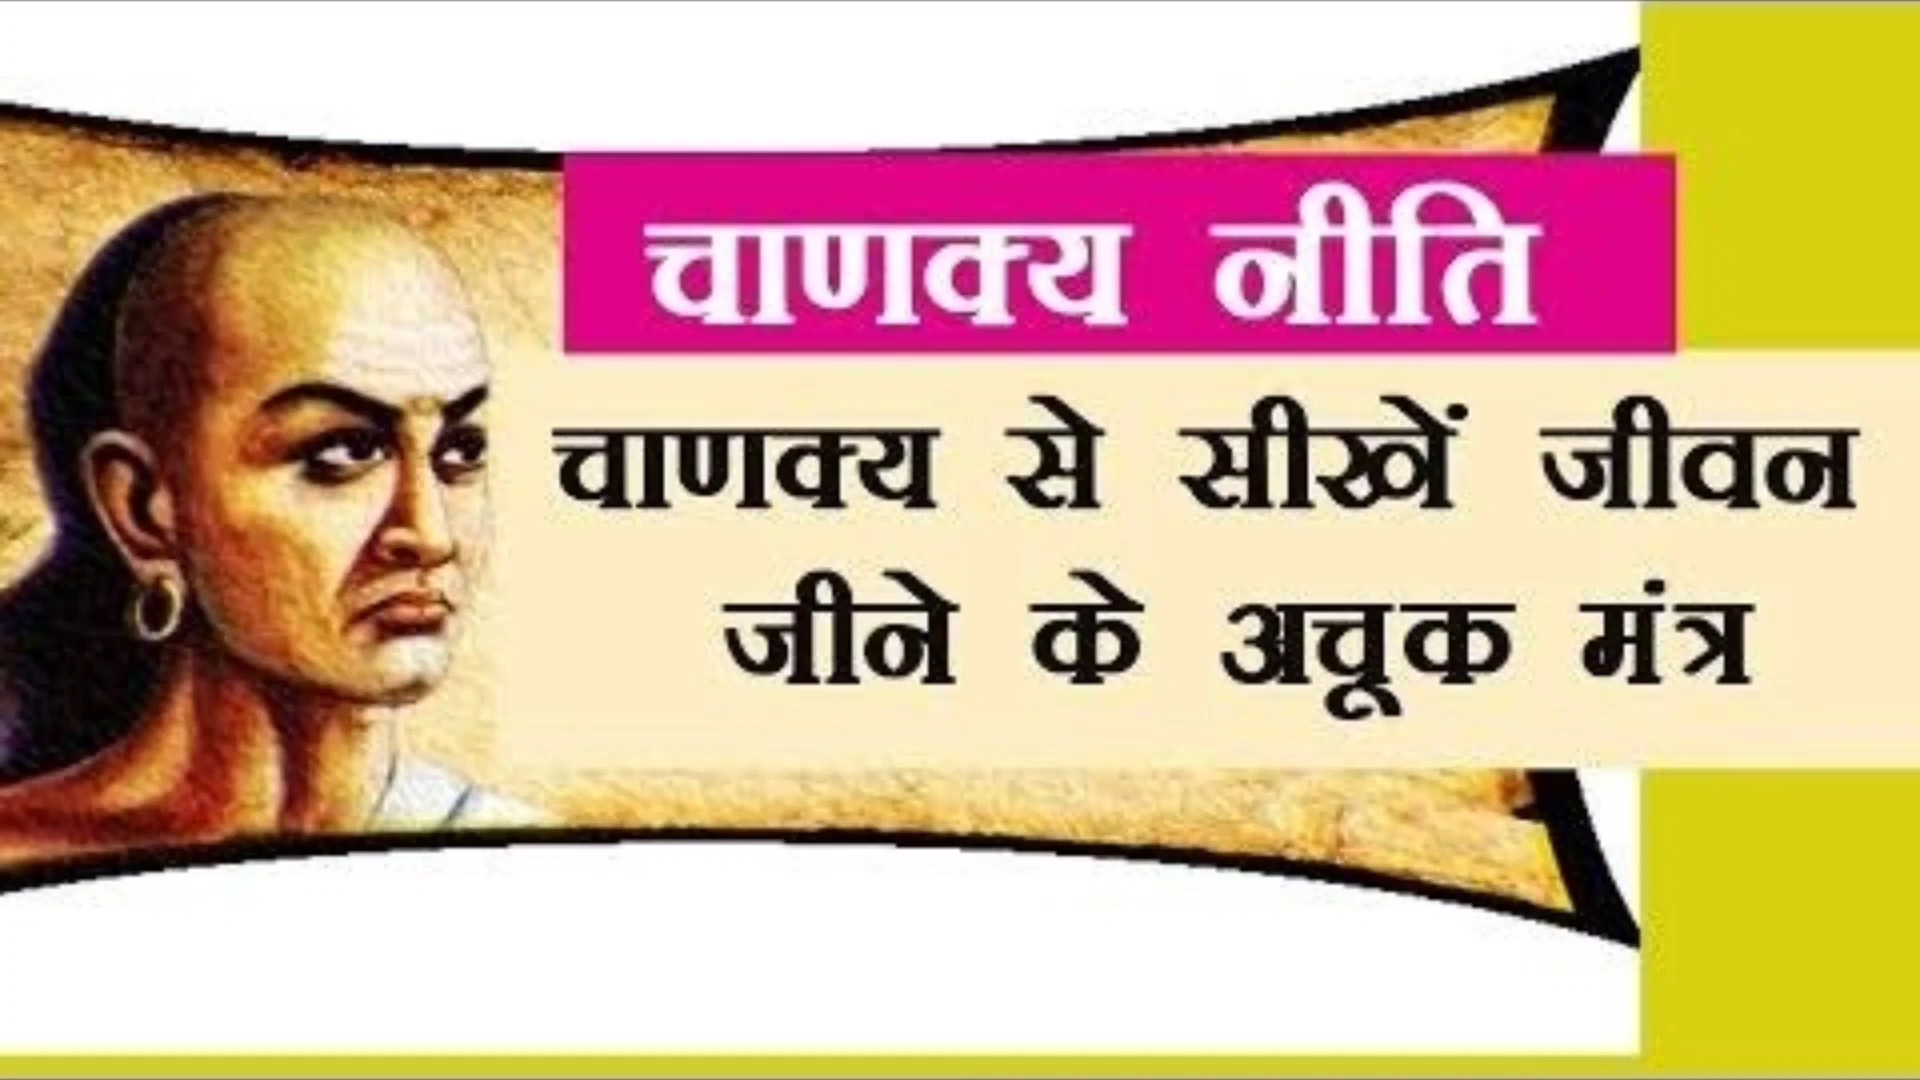 चाणक्य नीति
चाणक्य से सीखें जीवन
जीने के अचूक मंत्र